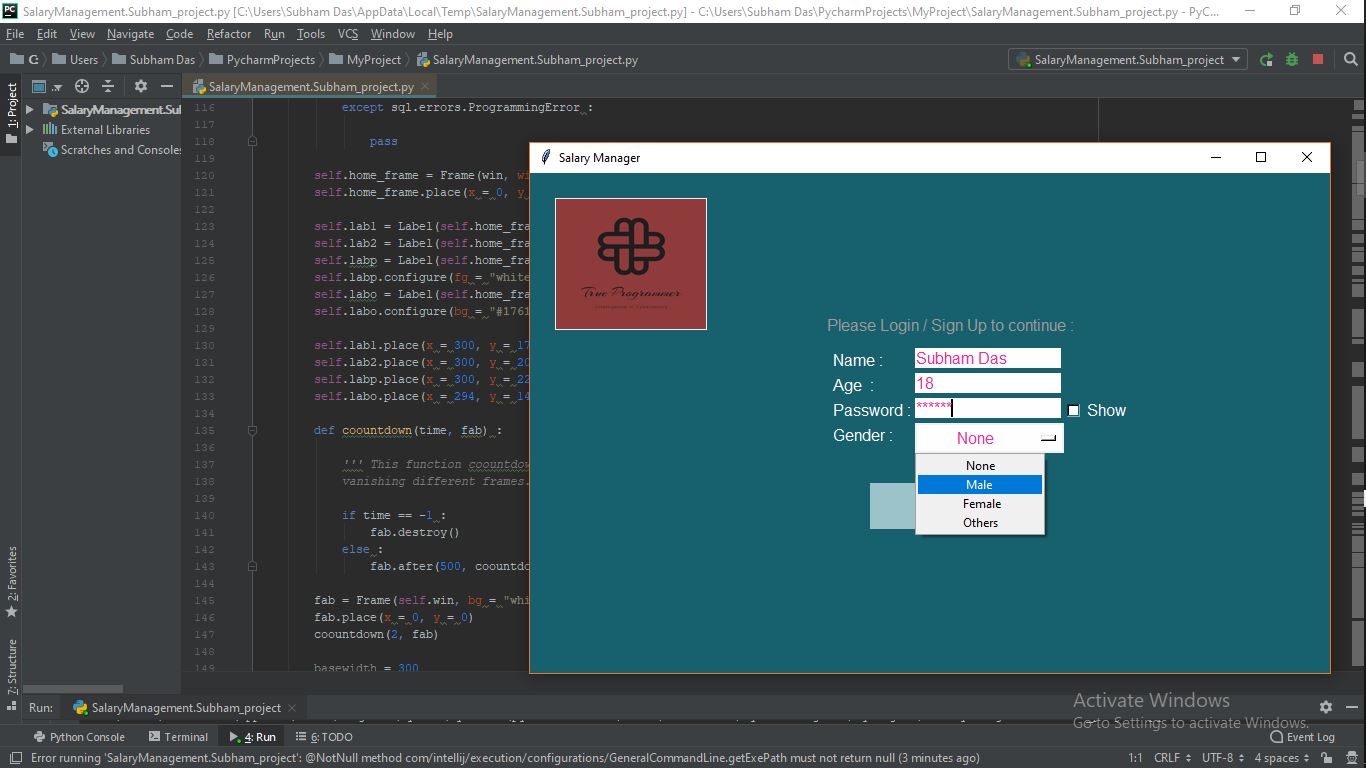 SalaryManagement.Subham_project.py [C:\Users\Subham Das\AppData\Local\Temp\SalaryManagement.Subham_project.py] - C:\Users\Subham Das\PycharmProjects\MyProject\SalaryManagement.Subham_project.py - PyC...
File Edit View Navigate Code Refactor Run Tools VCS Window Help
C: Users Subham Das PycharmProjects MyProject SalaryManagement.Subham_project.py
SalaryManagement.Subham_project
1: Project
SalaryManagement.Subham_project.py
SalaryManagement.Sul
External Libraries
Scratches and Consoles
116 except sql.errors.ProgrammingError :
117
118 pass
119
120 self.home_frame = Frame(win, wi
121 self.home_frame.place(x = 0, y
122
123 self.lab1 = Label(self.home_fra
124 self.lab2 = Label(self.home_fra
125 self.labp = Label(self.home_fra
126 self.labp.configure(fg = "white
127 self.labo = Label(self.home_fra
128 self.labo.configure(bg = "#1761
129
130 self.lab1.place(x = 300, y = 17
131 self.lab2.place(x = 300, y = 20
132 self.labp.place(x = 300, y = 22
133 self.labo.place(x = 294, y = 14
134
135 def coountdown(time, fab) :
136
137 ''' This function coountdow
138 vanishing different frames.
139
140 if time == -1 :
141 fab.destroy()
142 else :
143 fab.after(500, coountdo
144
145 fab = Frame(self.win, bg = "whi
146 fab.place(x = 0, y = 0)
147 coountdown(2, fab)
148
149 basewidth = 300
Salary Manager
True Programmer
Please Login / Sign Up to continue :
Name : Subham Das
Age : 18
Password : ****** Show
Gender : None
None
Male
Female
Others
2: Favorites
7: Structure
Run: SalaryManagement.Subham_project
Activate Windows
Go to Settings to activate Windows.
Python Console Terminal 4: Run 6: TODO Event Log
Error running 'SalaryManagement.Subham_project': @NotNull method com/intellij/execution/configurations/GeneralCommandLine.getExePath must not return null (3 minutes ago) 1:1 CRLF UTF-8 4 spaces